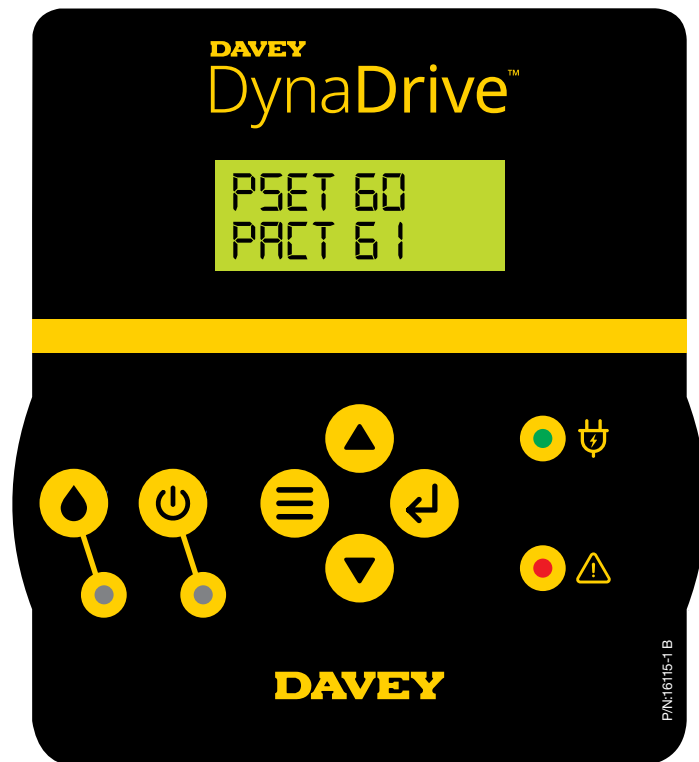 DAVEY
DynaDrive™
PSET 60
PACT 61
DAVEY
P/N:16115-1 B